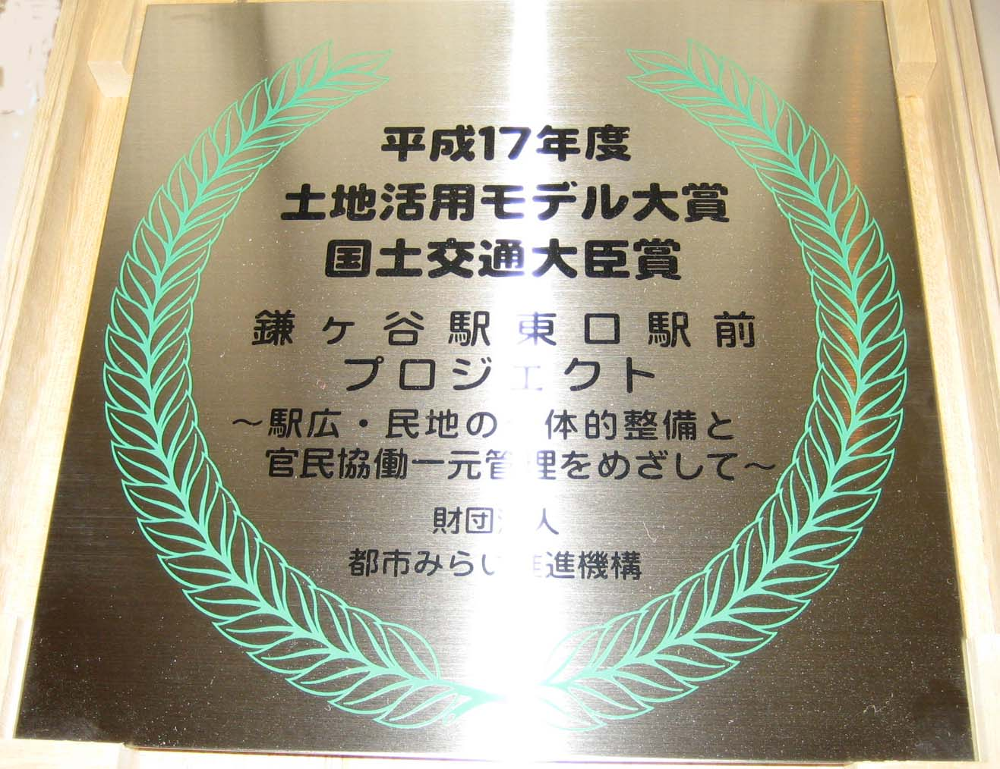 平成17年度
土地活用モデル大賞
国土交通大臣賞
鎌ヶ谷駅東口駅前
プロジェクト
～駅広・民地の一体的整備と
官民協働一元管理をめざして～
財団法人
都市みらい推進機構